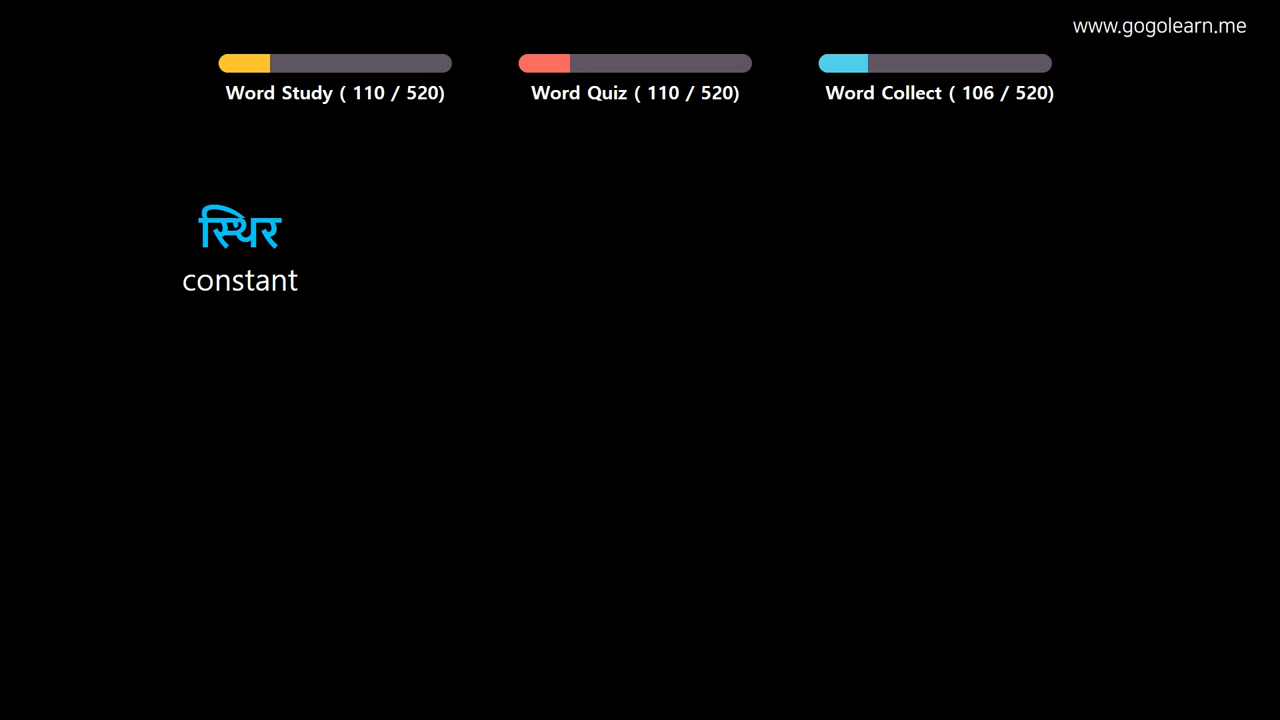 www.gogolearn.me
Word Study ( 110 / 520)
Word Quiz ( 110 / 520)
Word Collect ( 106 / 520)
स्थिर
constant